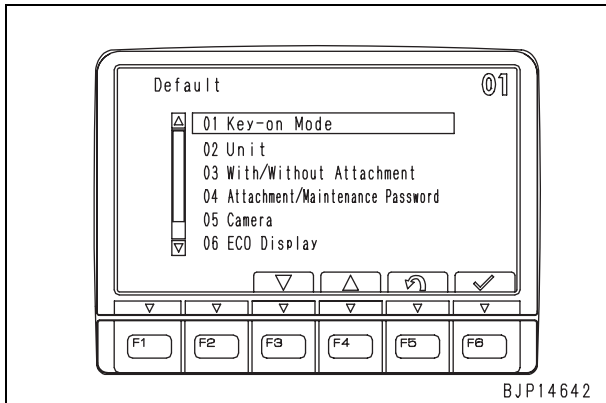 Default 01
01 Key-on Mode
02 Unit
03 With/Without Attachment
04 Attachment/Maintenance Password
05 Camera
06 ECO Display
F1 F2 F3 F4 F5 F6
BJP14642